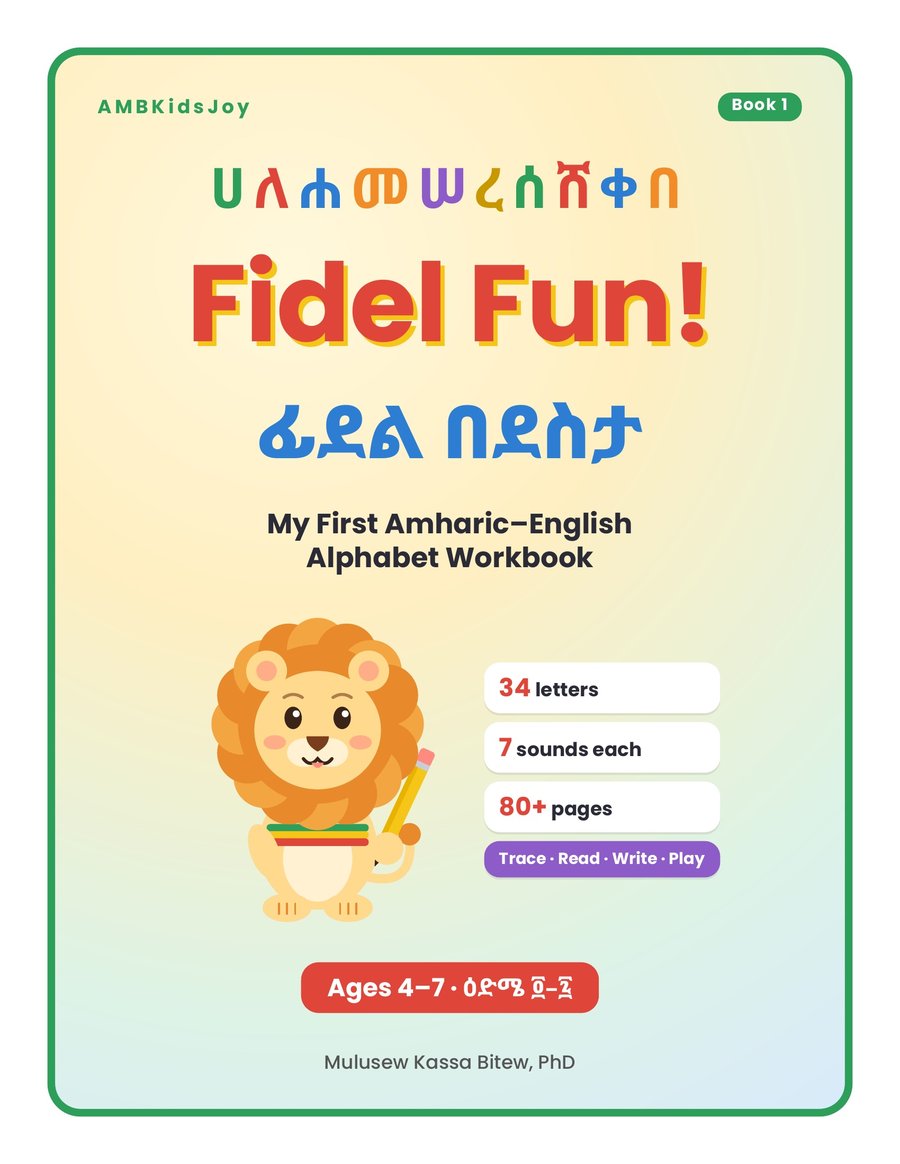 AMBKidsJoy
Book 1
ሀ ለ ሐ መ ሠ ረ ሰ ሸ ቀ በ
Fidel Fun!
ፊደል በደስታ
My First Amharic–English
Alphabet Workbook
34 letters
7 sounds each
80+ pages
Trace · Read · Write · Play
Ages 4–7 · ዕድሜ ፬–፯
Mulusew Kassa Bitew, PhD